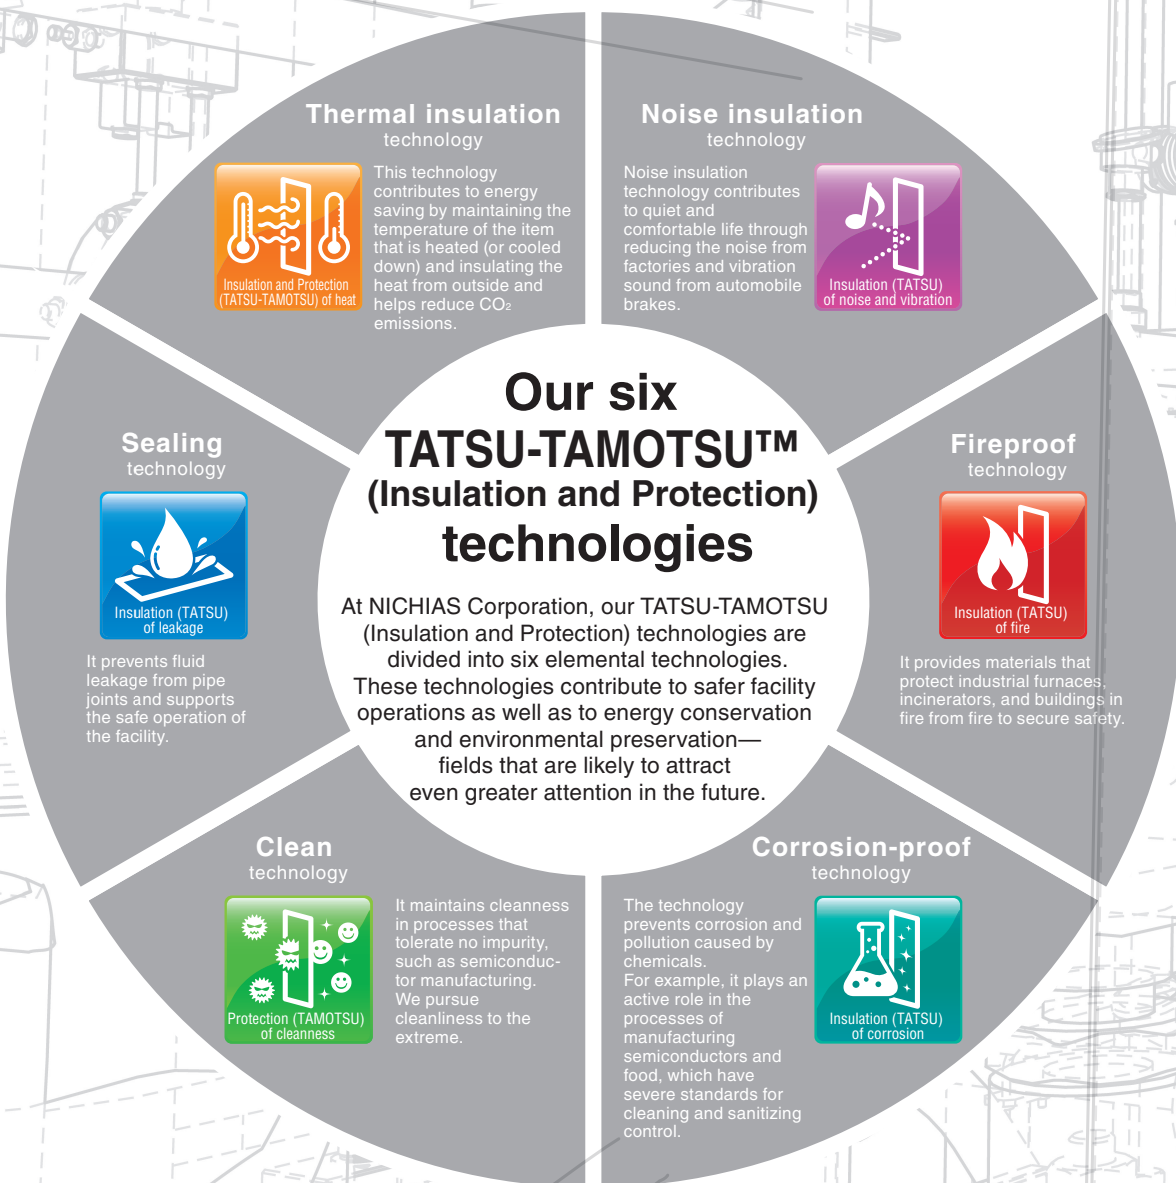 Thermal insulation
technology
Insulation and Protection
(TATSU-TAMOTSU) of heat
This technology
contributes to energy
saving by maintaining the
temperature of the item
that is heated (or cooled
down) and insulating the
heat from outside and
helps reduce CO₂
emissions.
Noise insulation
technology
Noise insulation
technology contributes
to quiet and
comfortable life through
reducing the noise from
factories and vibration
sound from automobile
brakes.
Insulation (TATSU)
of noise and vibration
Our six
TATSU-TAMOTSU™
(Insulation and Protection)
technologies
At NICHIAS Corporation, our TATSU-TAMOTSU
(Insulation and Protection) technologies are
divided into six elemental technologies.
These technologies contribute to safer facility
operations as well as to energy conservation
and environmental preservation—
fields that are likely to attract
even greater attention in the future.
Sealing
technology
Insulation (TATSU)
of leakage
It prevents fluid
leakage from pipe
joints and supports
the safe operation of
the facility.
Fireproof
technology
Insulation (TATSU)
of fire
It provides materials that
protect industrial furnaces,
incinerators, and buildings in
fire from fire to secure safety.
Clean
technology
Protection (TAMOTSU)
of cleanness
It maintains cleanness
in processes that
tolerate no impurity,
such as semiconduc-
tor manufacturing.
We pursue
cleanliness to the
extreme.
Corrosion-proof
technology
The technology
prevents corrosion and
pollution caused by
chemicals.
For example, it plays an
active role in the
processes of
manufacturing
semiconductors and
food, which have
severe standards for
cleaning and sanitizing
control.
Insulation (TATSU)
of corrosion